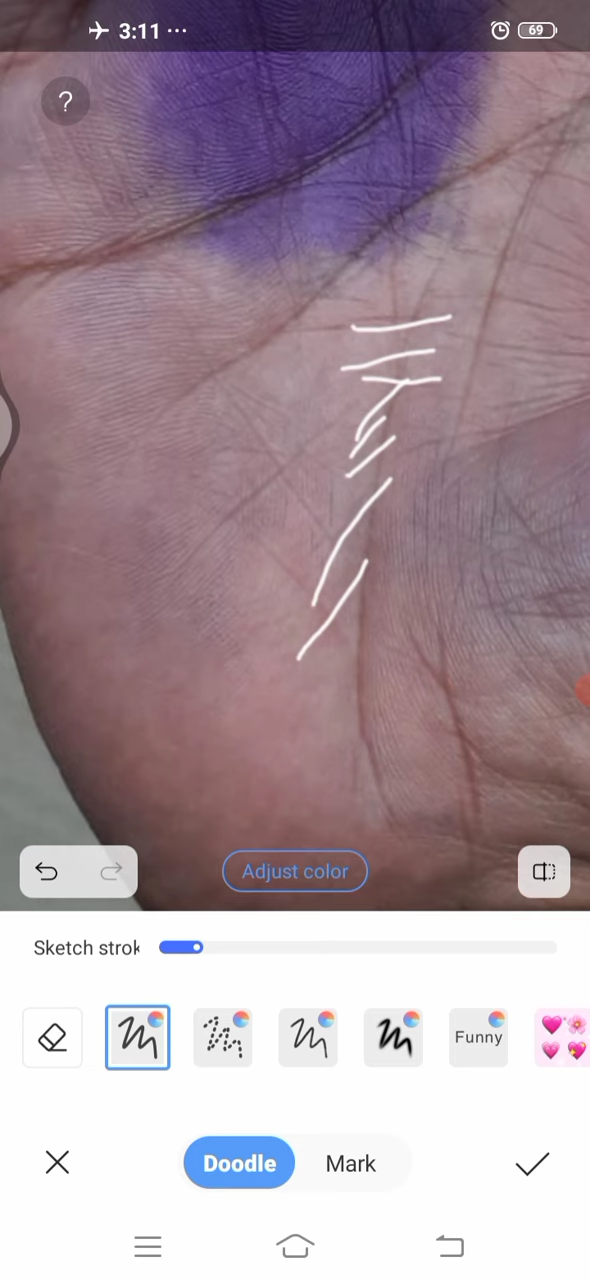 3:11 ...
69
?
Adjust color
Sketch strok
Funny
Doodle
Mark